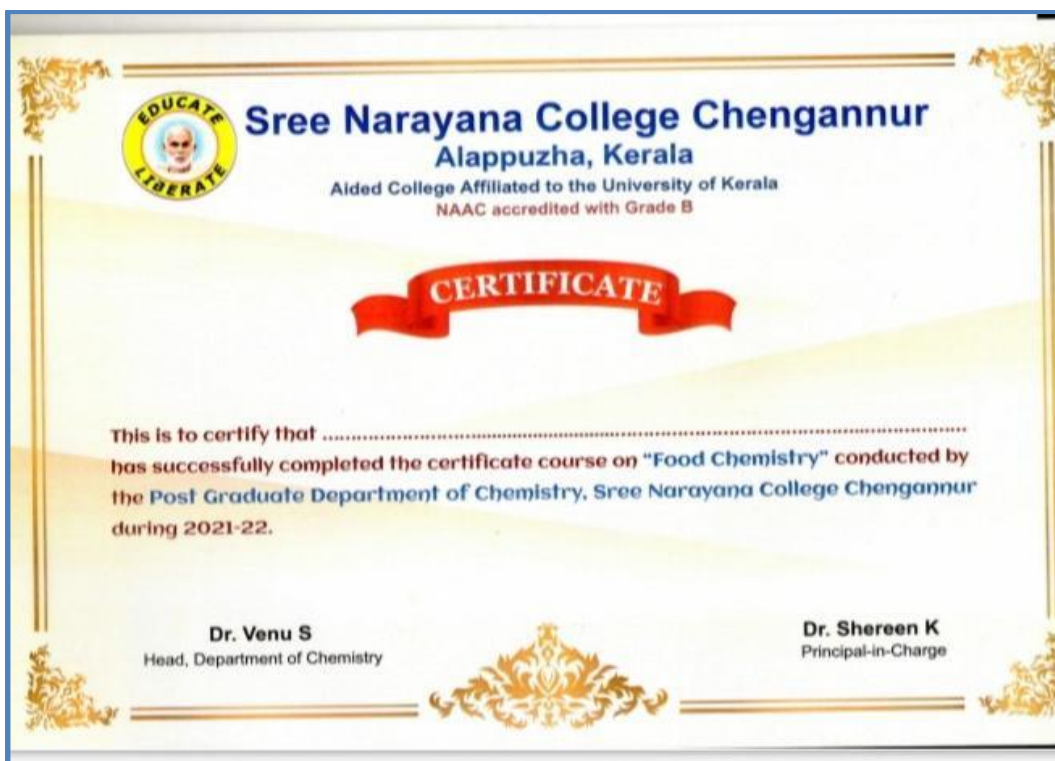 EDUCATE
LIBERATE
Sree Narayana College Chengannur
Alappuzha, Kerala
Aided College Affiliated to the University of Kerala
NAAC accredited with Grade B
CERTIFICATE
This is to certify that ........................................................................................................................
has successfully completed the certificate course on "Food Chemistry" conducted by
the Post Graduate Department of Chemistry, Sree Narayana College Chengannur
during 2021-22.
Dr. Venu S
Head, Department of Chemistry
Dr. Shereen K
Principal-in-Charge